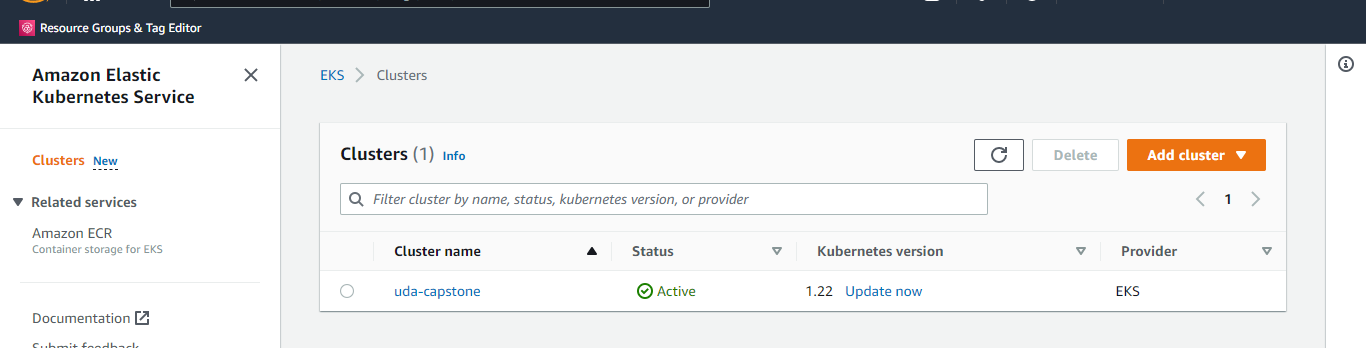 Resource Groups & Tag Editor
Amazon Elastic
Kubernetes Service
EKS
Clusters
Clusters New
Related services
Amazon ECR
Container storage for EKS
Documentation
Submit feedback
Clusters (1) Info
Delete
Add cluster
Filter cluster by name, status, kubernetes version, or provider
1
Cluster name Status Kubernetes version Provider
uda-capstone Active 1.22 Update now EKS